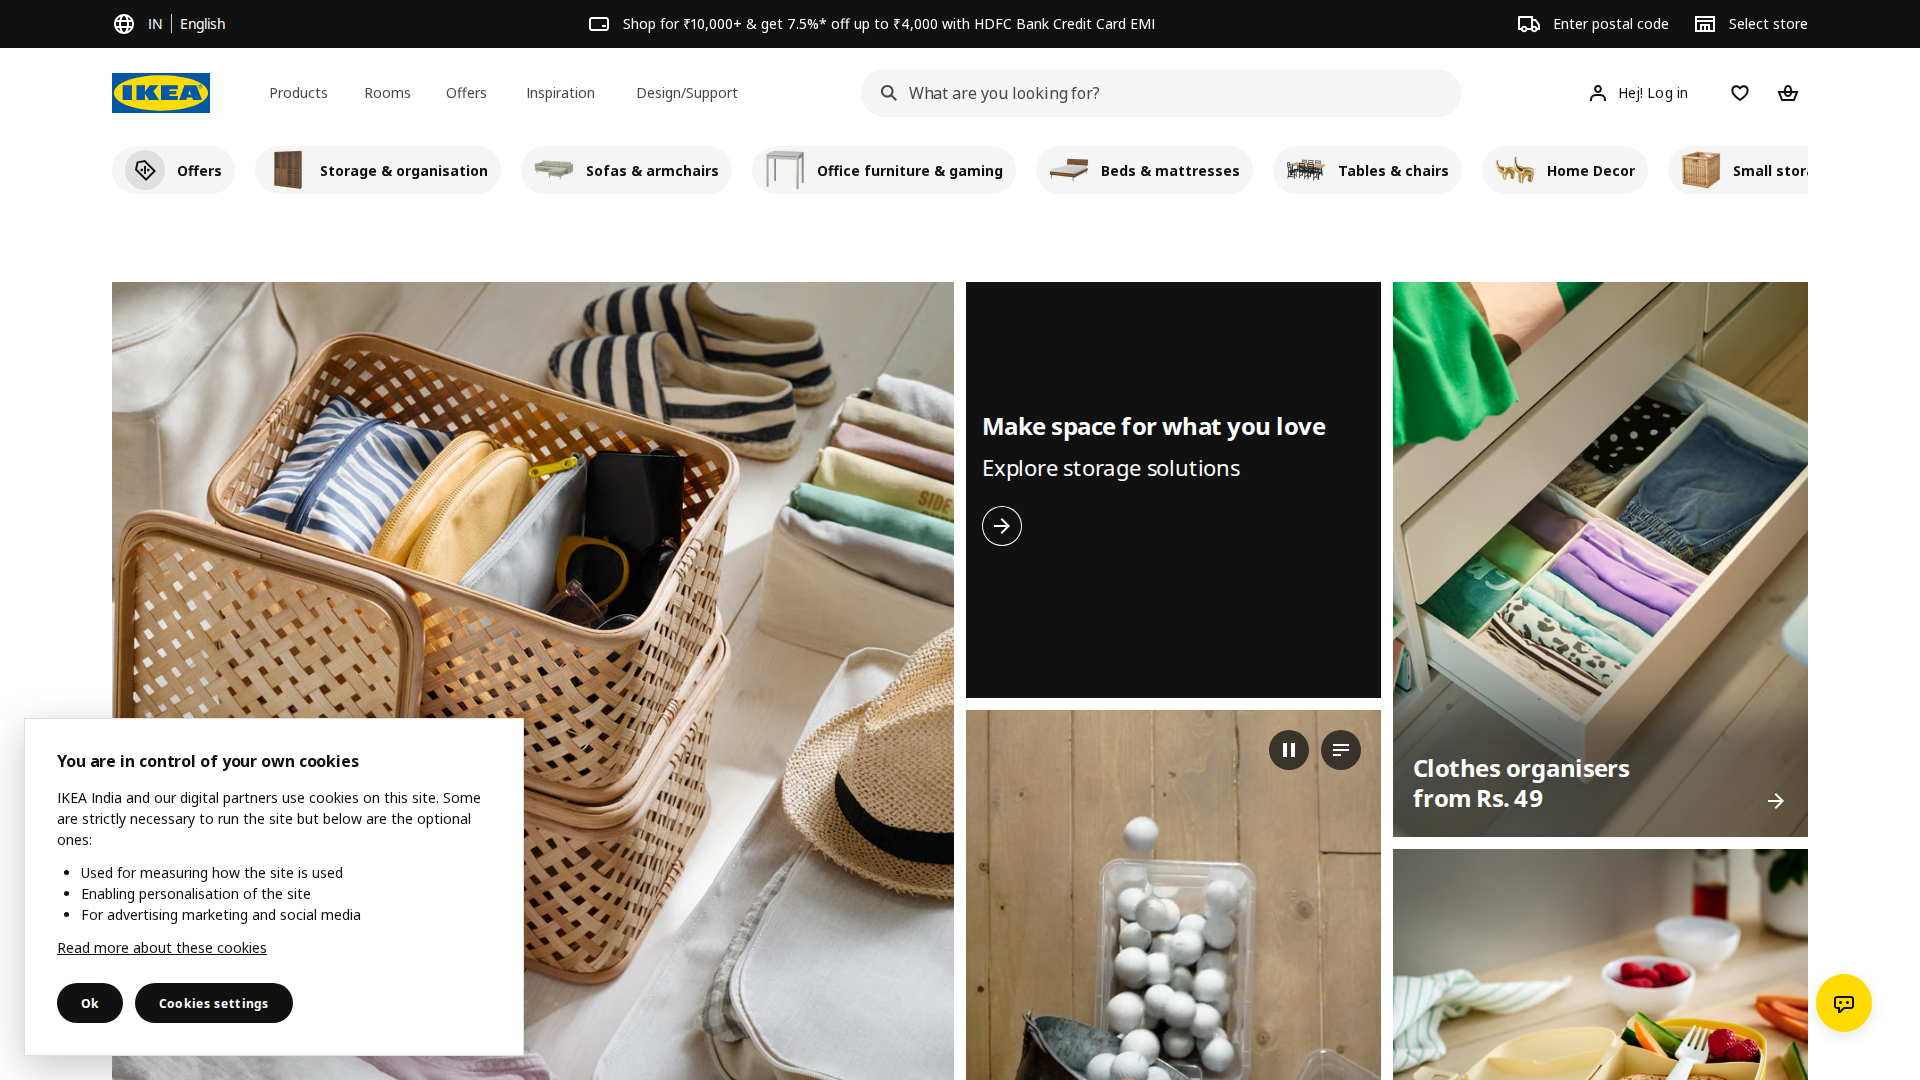 IN
English
Shop for ₹10,000+ & get 7.5%* off up to ₹4,000 with HDFC Bank Credit Card EMI
Enter postal code
Select store
IKEA
Products
Rooms
Offers
Inspiration
Design/Support
What are you looking for?
Hej! Log in
Offers
Storage & organisation
Sofas & armchairs
Office furniture & gaming
Beds & mattresses
Tables & chairs
Home Decor
Small stora
SIDE
Make space for what you love
Explore storage solutions
Clothes organisers
from Rs. 49
You are in control of your own cookies
IKEA India and our digital partners use cookies on this site. Some
are strictly necessary to run the site but below are the optional
ones:
• Used for measuring how the site is used
• Enabling personalisation of the site
• For advertising marketing and social media
Read more about these cookies
Ok
Cookies settings